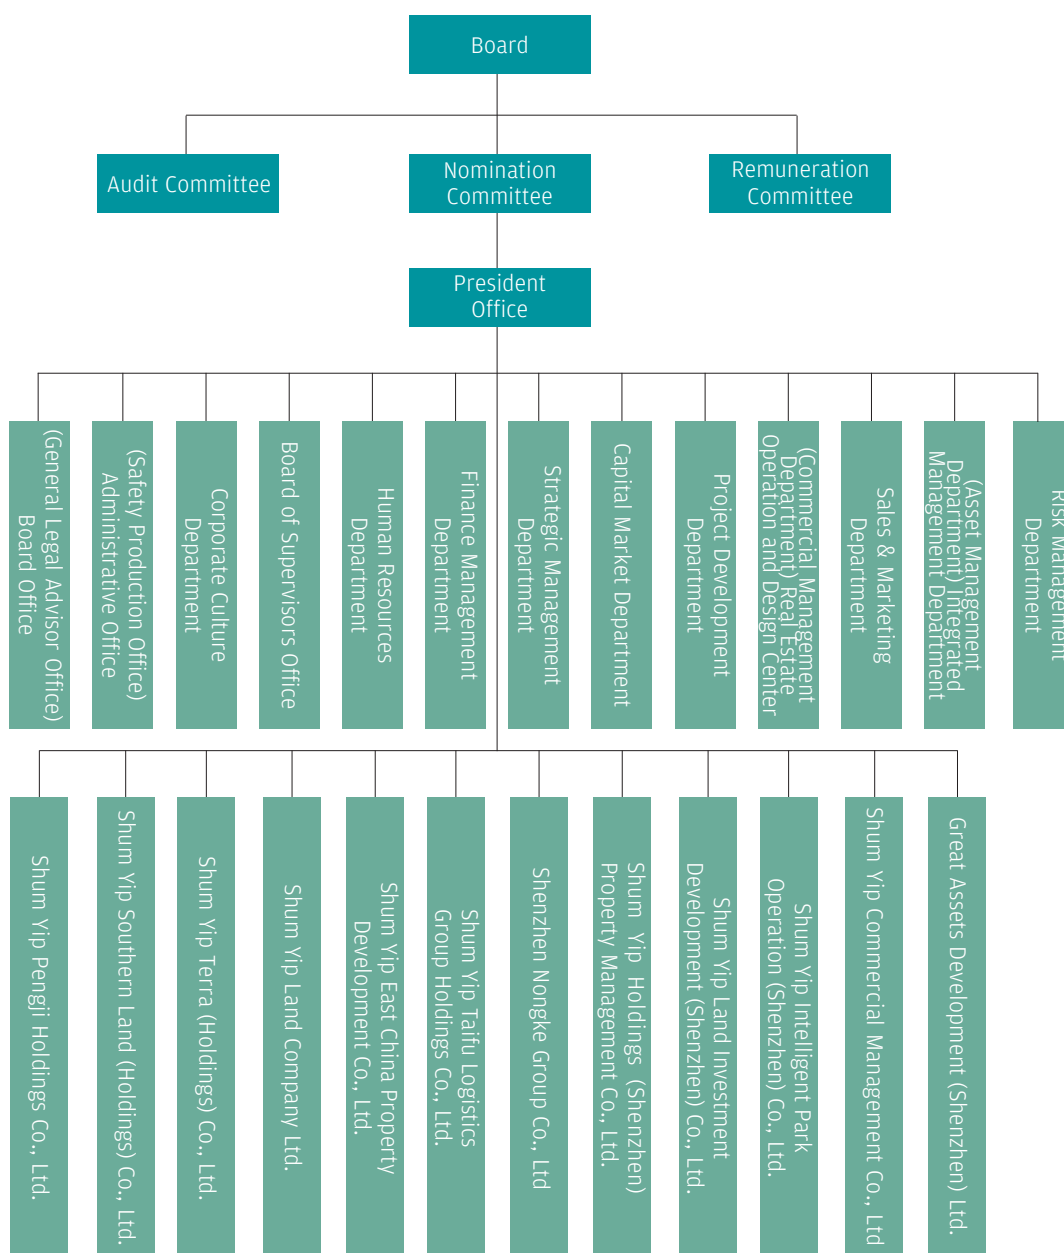 Board
Audit Committee
Nomination
Committee
Remuneration
Committee
President
Office
(General Legal Advisor Office)
Board Office
(Safety Production Office)
Administrative Office
Corporate Culture
Department
Board of Supervisors Office
Human Resources
Department
Finance Management
Department
Strategic Management
Department
Capital Market Department
Project Development
Department
(Commercial Management
Department) Real Estate
Operation and Design Center
Sales & Marketing
Department
(Asset Management
Department) Integrated
Management Department
Risk Management
Department
Shum Yip Pengji Holdings Co., Ltd.
Shum Yip Southern Land (Holdings) Co., Ltd.
Shum Yip Terra (Holdings) Co., Ltd.
Shum Yip Land Company Ltd.
Shum Yip East China Property
Development Co., Ltd.
Shum Yip Taifu Logistics
Group Holdings Co., Ltd.
Shenzhen Nongke Group Co., Ltd
Shum Yip Holdings (Shenzhen)
Property Management Co., Ltd.
Shum Yip Land Investment
Development (Shenzhen) Co., Ltd.
Shum Yip Intelligent Park
Operation (Shenzhen) Co., Ltd.
Shum Yip Commercial Management Co., Ltd
Great Assets Development (Shenzhen) Ltd.